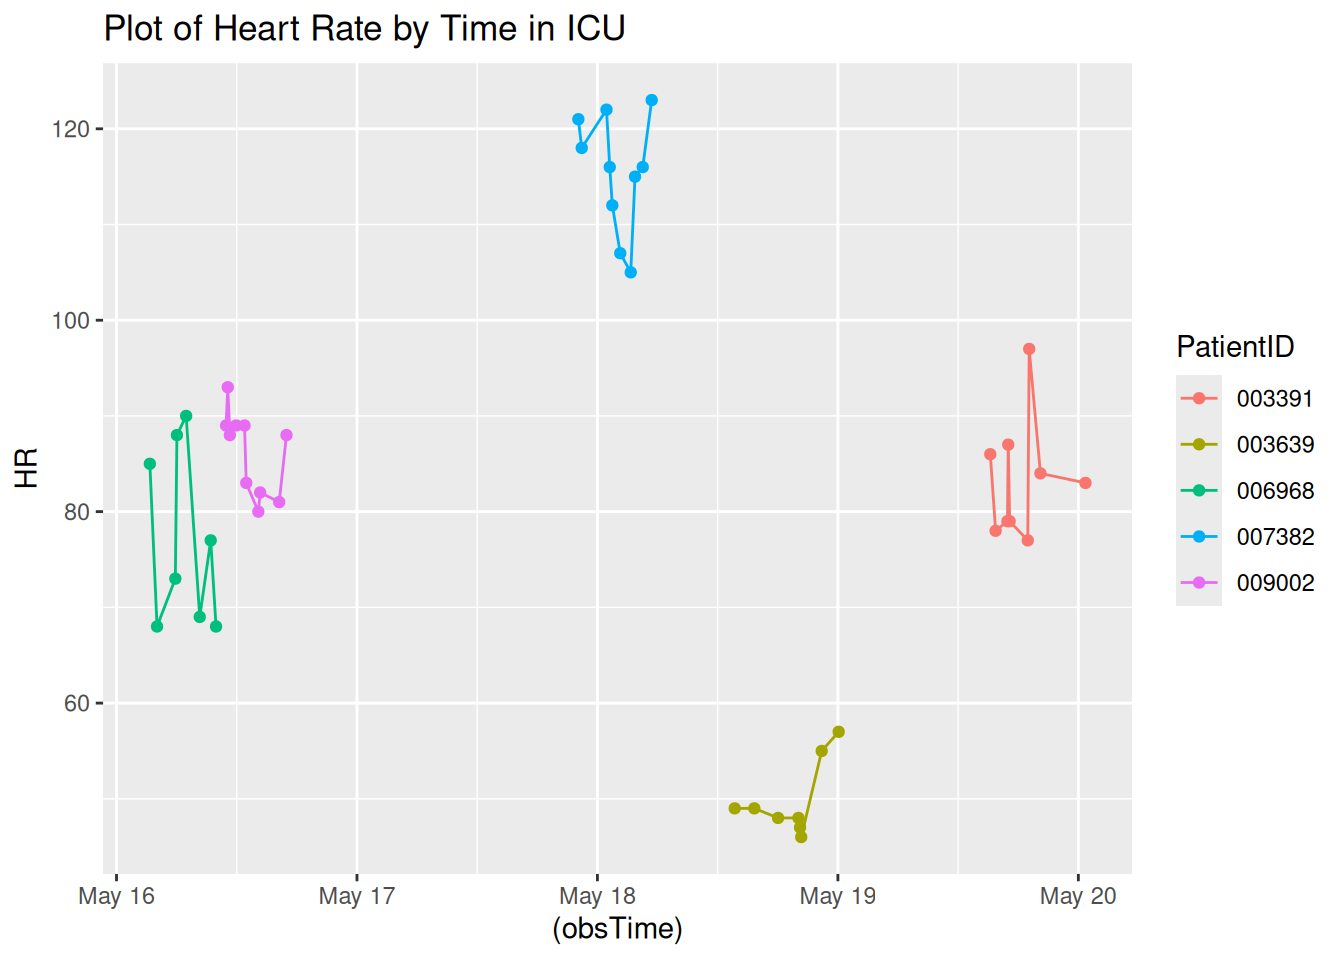 Plot of Heart Rate by Time in ICU
120
100
80
60
HR
May 16
May 17
May 18
May 19
May 20
(obsTime)
PatientID
003391
003639
006968
007382
009002